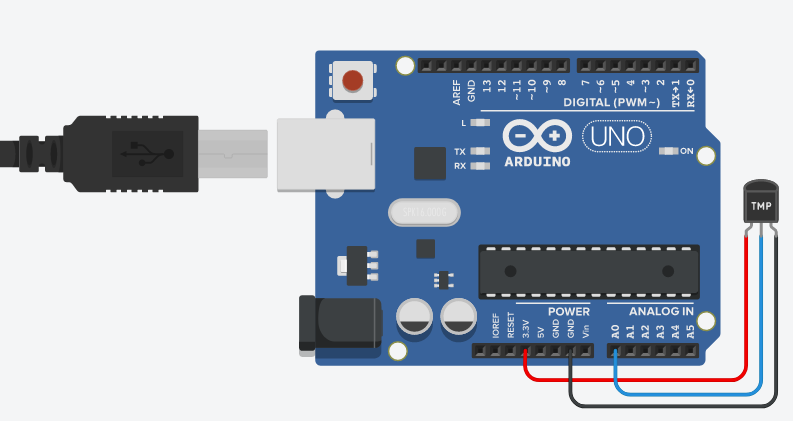 AREF
GND
13
12
~11
~10
~9
8
7
~6
~5
4
~3
2
TX→1
RX←0
DIGITAL (PWM~)
L
TX
RX
ARDUINO
UNO
ON
TMP
POWER
ANALOG IN
IOREF
RESET
3.3V
5V
GND
GND
Vin
A0
A1
A2
A3
A4
A5